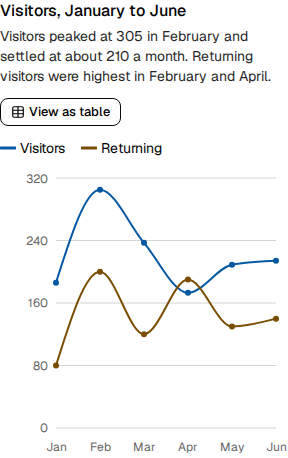 Visitors, January to June
Visitors peaked at 305 in February and
settled at about 210 a month. Returning
visitors were highest in February and April.
View as table
Visitors Returning
320
240
160
80
0
Jan Feb Mar Apr May Jun